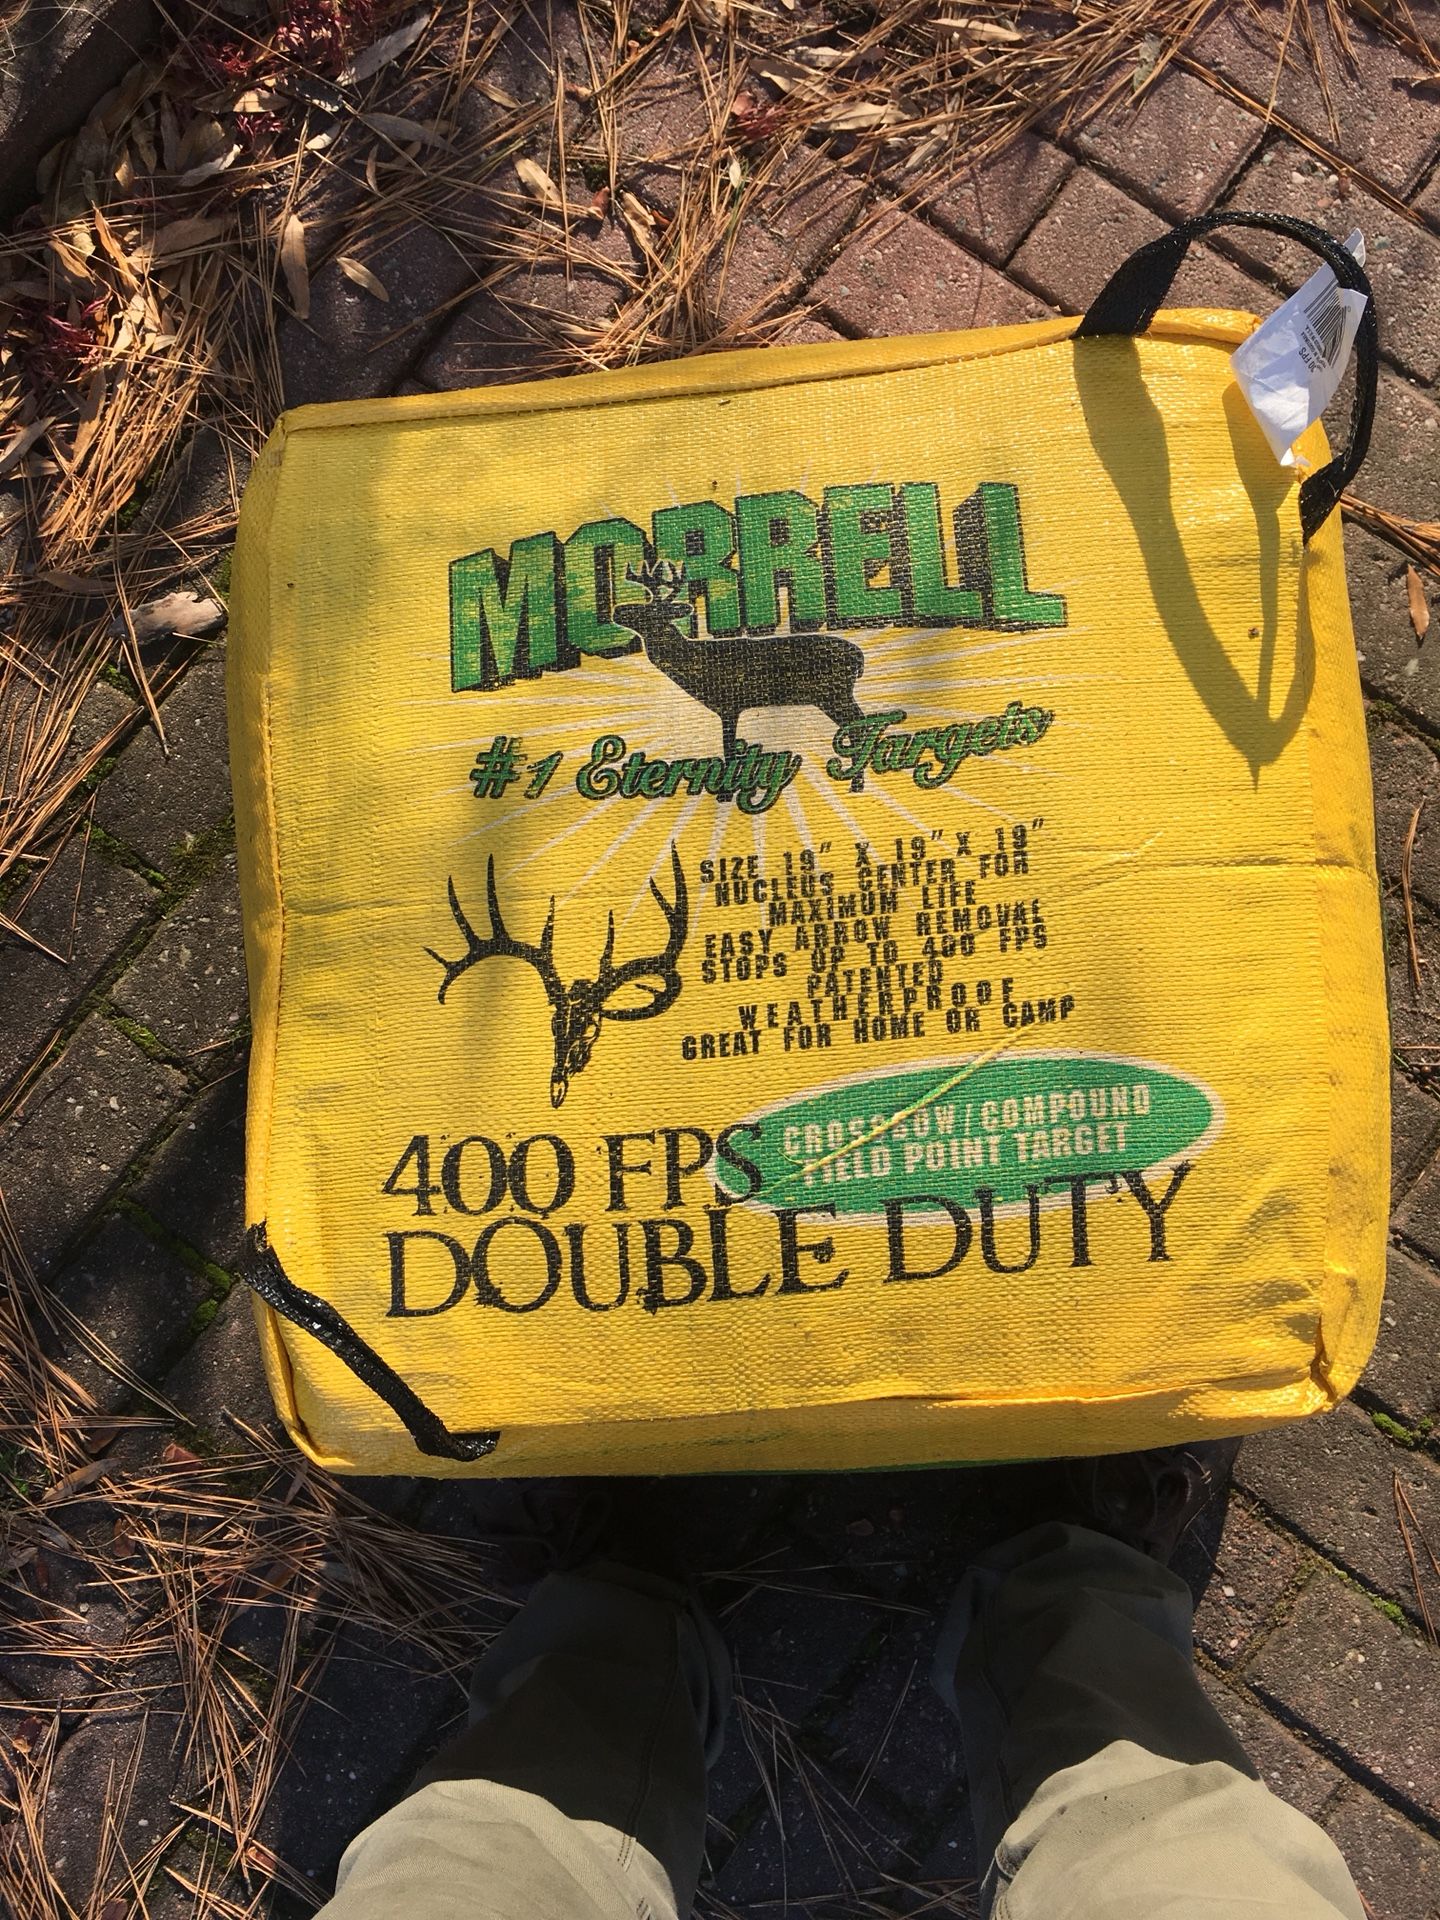 MORRELL
#1 Eternity Targets
SIZE 19" X 19" X 19"
NUCLEUS CENTER FOR
MAXIMUM LIFE
EASY ARROW REMOVAL
STOPS UP TO 400 FPS
PATENTED
WEATHERPROOF
GREAT FOR HOME OR CAMP
CROSSBOW/COMPOUND
FIELD POINT TARGET
400 FPS
DOUBLE DUTY